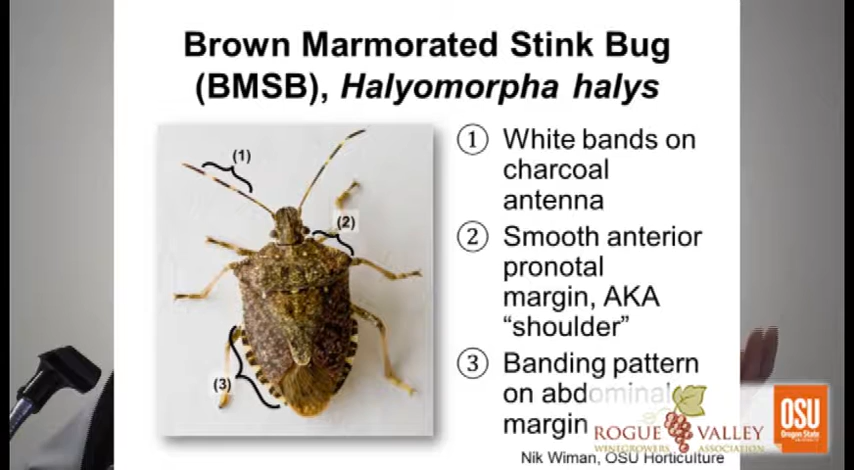 Brown Marmorated Stink Bug
(BMSB), Halyomorpha halys
(1)
(2)
(3)
① White bands on
charcoal
antenna
② Smooth anterior
pronotal
margin, AKA
“shoulder”
③ Banding pattern
on abdominal
margin
ROGUE VALLEY
WINEGROWERS ASSOCIATION
OSU
Oregon State
Nik Wiman, OSU Horticulture